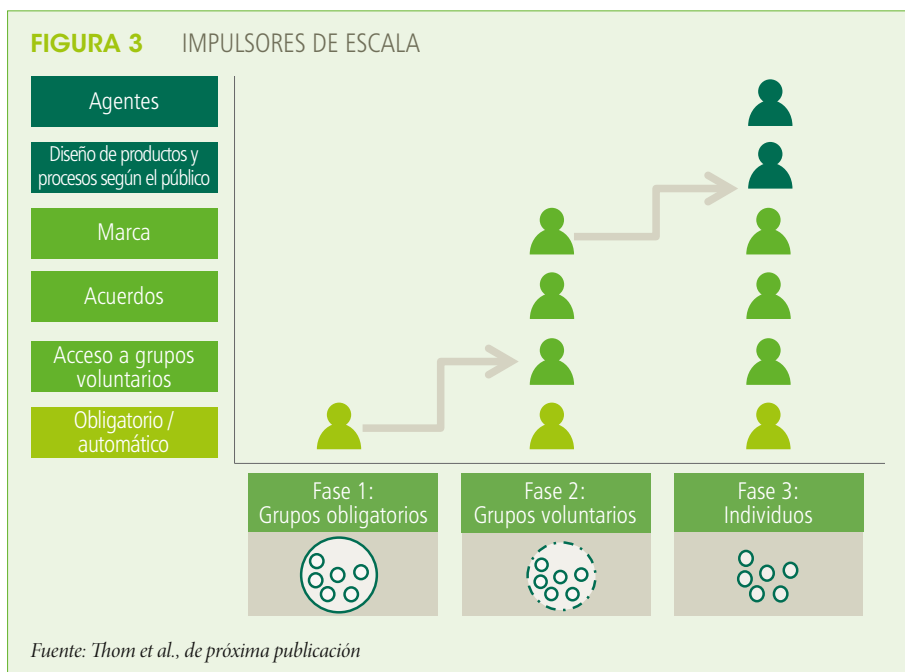 FIGURA 3 IMPULSORES DE ESCALA
Agentes
Diseño de productos y
procesos según el público
Marca
Acuerdos
Acceso a grupos
voluntarios
Obligatorio /
automático
Fase 1:
Grupos obligatorios
Fase 2:
Grupos voluntarios
Fase 3:
Individuos
Fuente: Thom et al., de próxima publicación